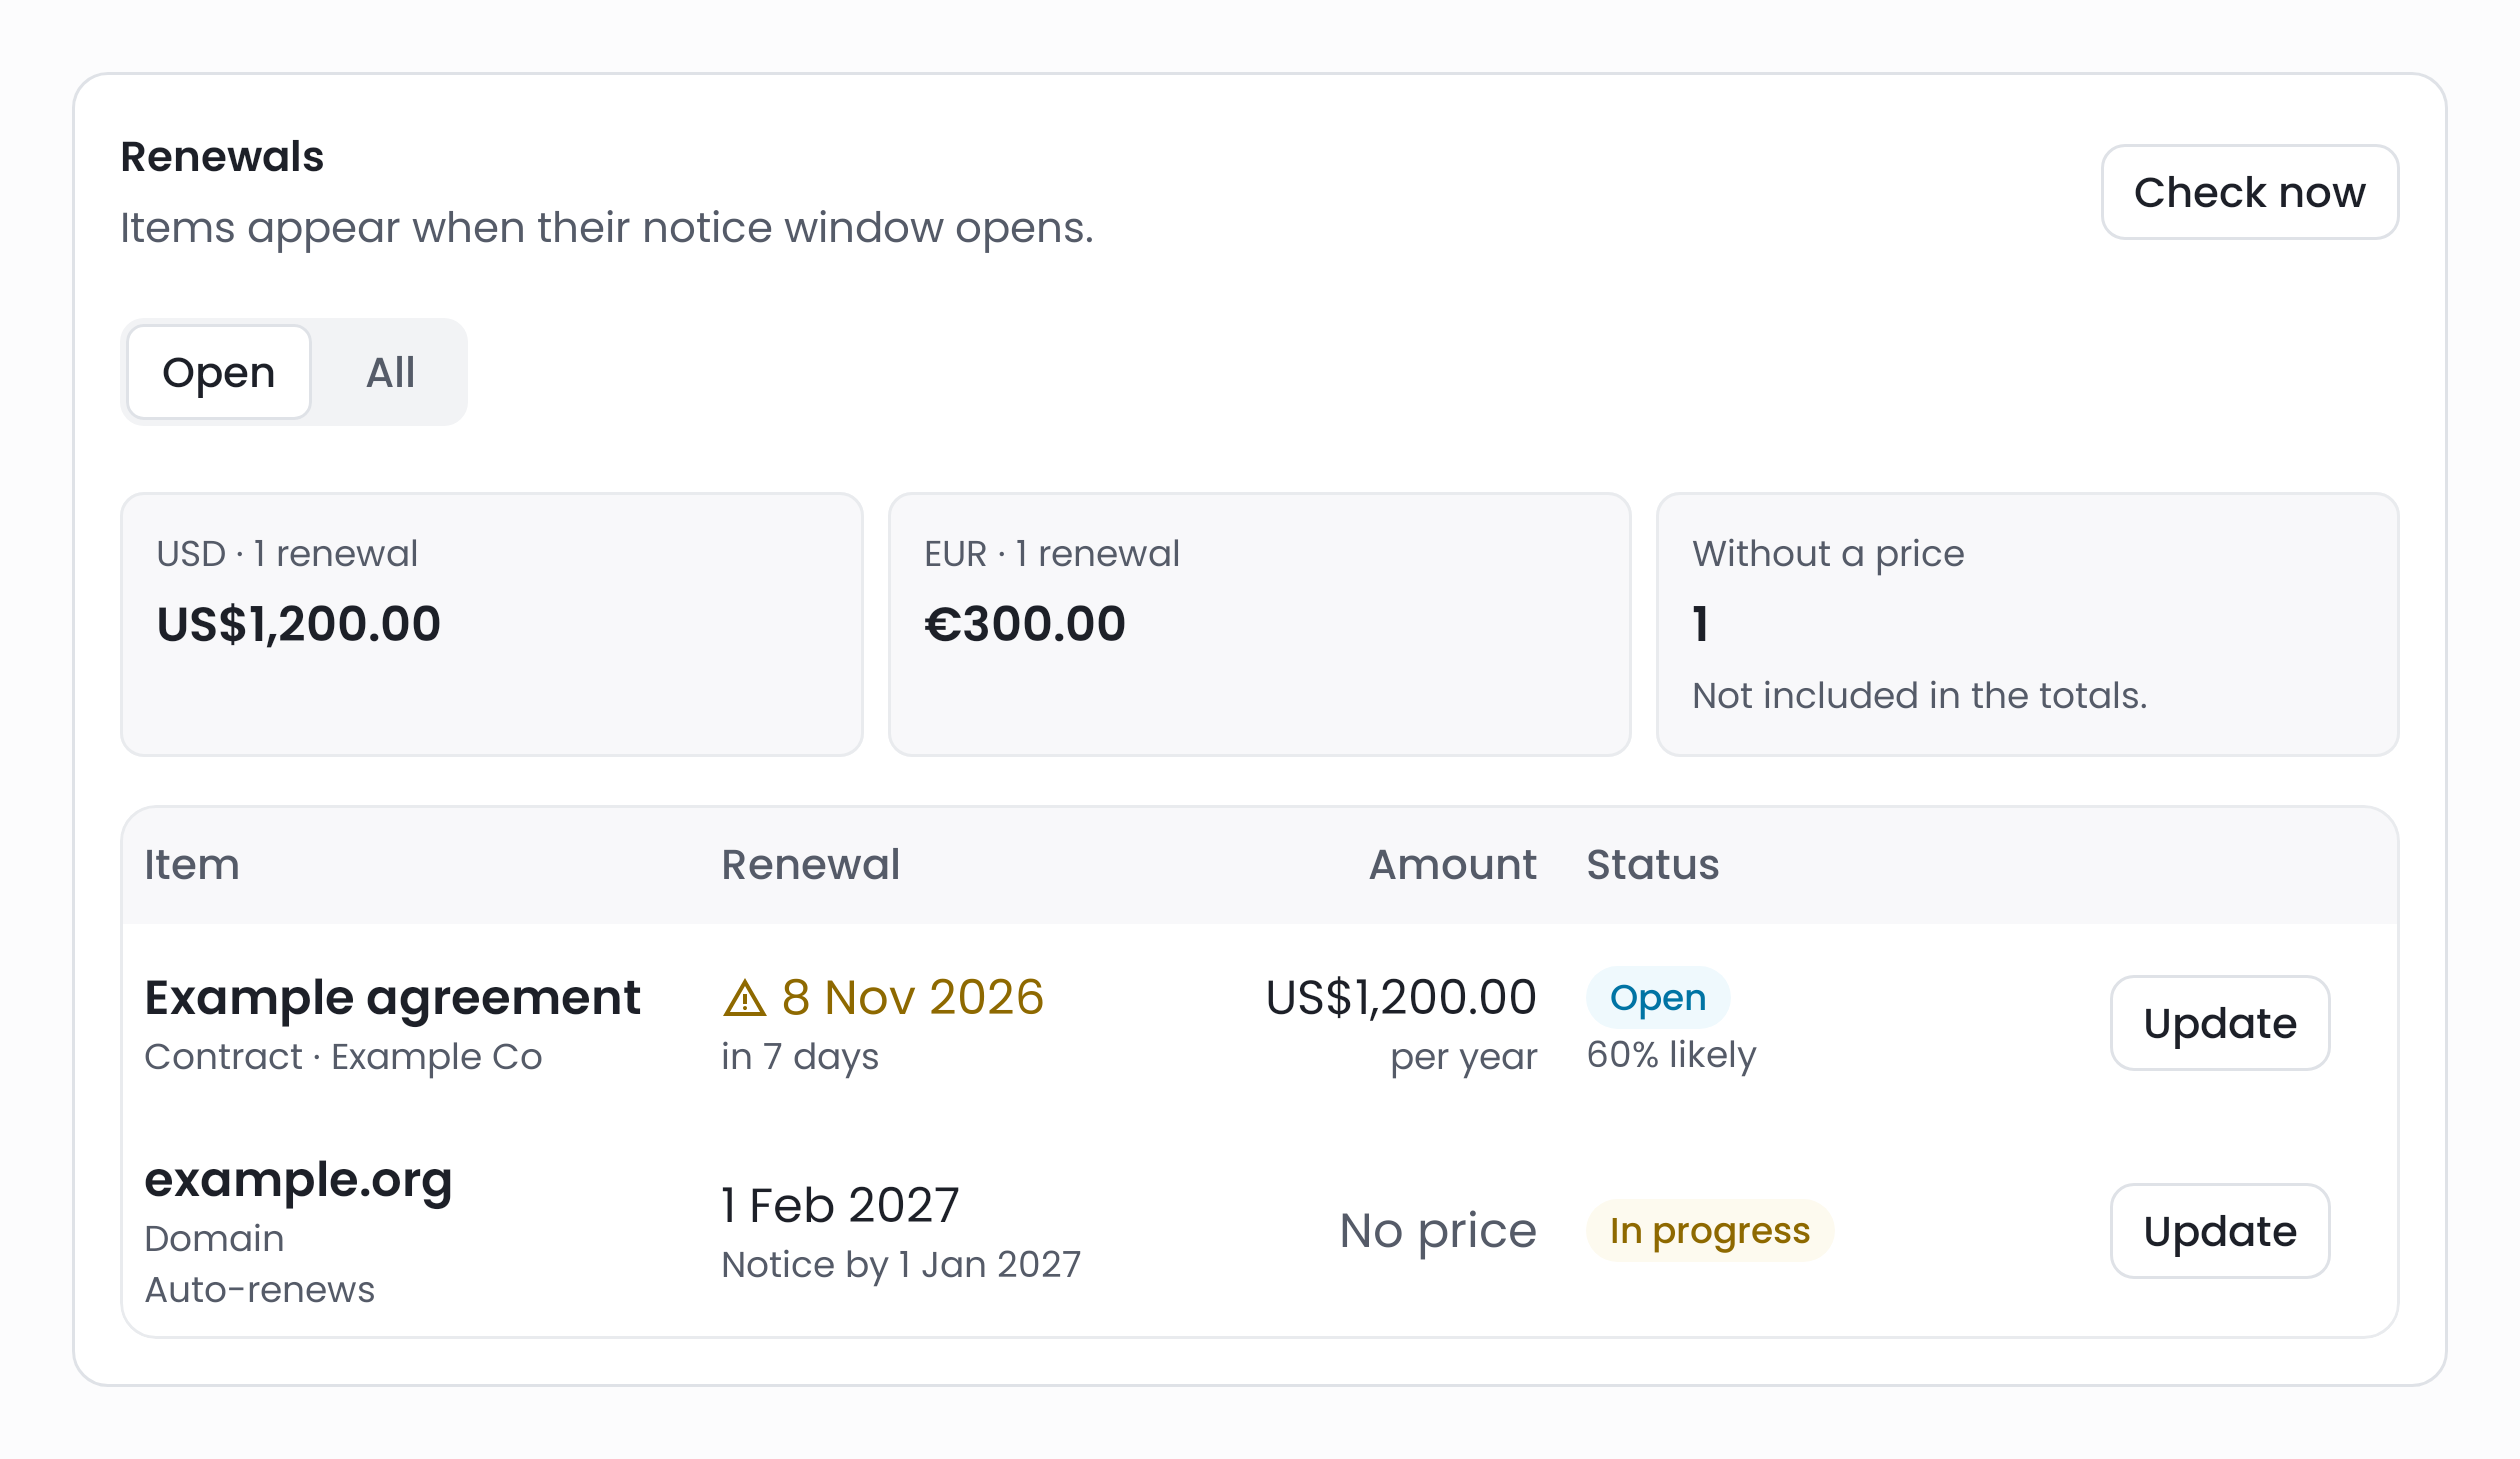 Renewals
Items appear when their notice window opens.
Check now
Open
All
USD · 1 renewal
US$1,200.00
EUR · 1 renewal
€300.00
Without a price
1
Not included in the totals.
Item
Renewal
Amount
Status
Example agreement
Contract · Example Co
8 Nov 2026
in 7 days
US$1,200.00
per year
Open
60% likely
Update
example.org
Domain
Auto-renews
1 Feb 2027
Notice by 1 Jan 2027
No price
In progress
Update